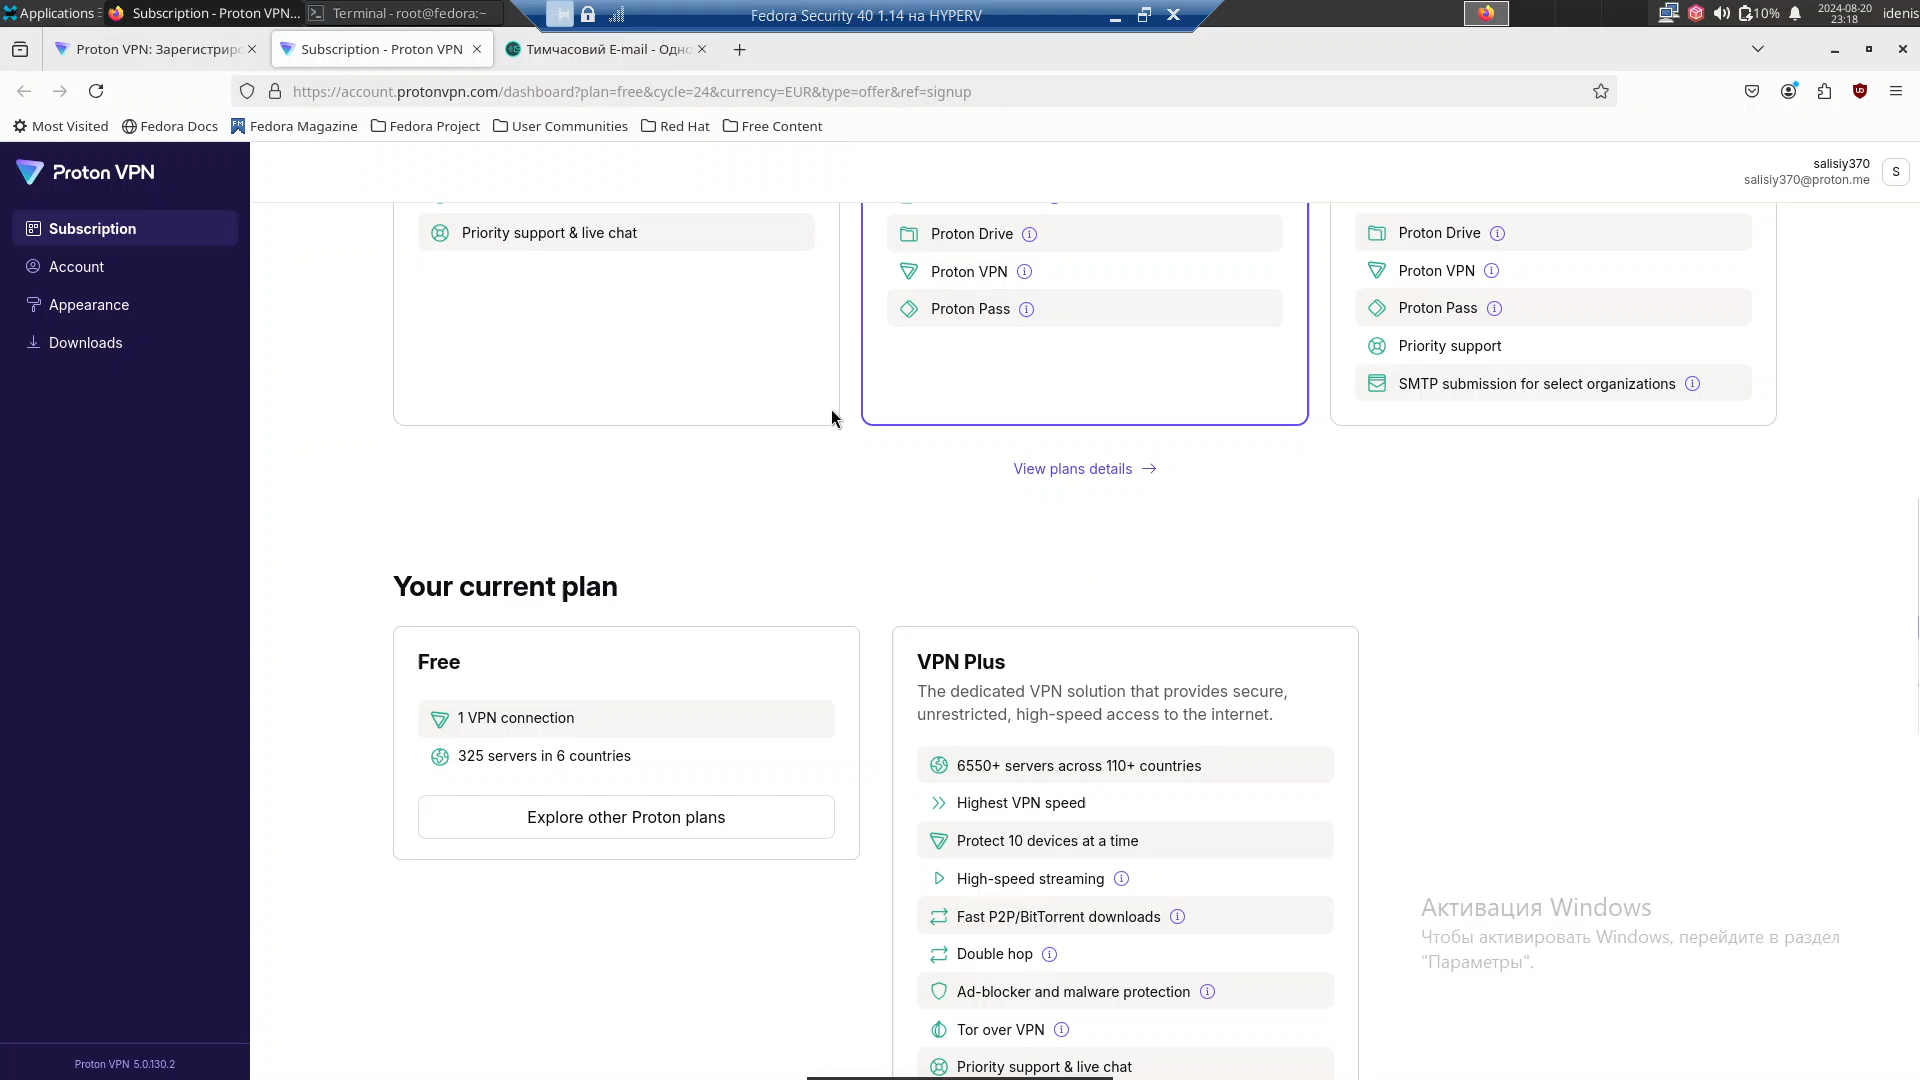 Applications
Subscription - Proton VPN...
Terminal - root@fedora:~
Fedora Security 40 1.14 на HYPERV
10%
2024-08-20
23:18
idenis
Proton VPN: Зарегистрир
Subscription - Proton VPN
Тимчасовий E-mail - Одно
https://account.protonvpn.com/dashboard?plan=free&cycle=24&currency=EUR&type=offer&ref=signup
Most Visited
Fedora Docs
Fedora Magazine
Fedora Project
User Communities
Red Hat
Free Content
Proton VPN
salisiy370
salisiy370@proton.me
S
Subscription
Account
Appearance
Downloads
Priority support & live chat
Proton Drive
Proton VPN
Proton Pass
Proton Drive
Proton VPN
Proton Pass
Priority support
SMTP submission for select organizations
View plans details
Your current plan
Free
1 VPN connection
325 servers in 6 countries
Explore other Proton plans
VPN Plus
The dedicated VPN solution that provides secure,
unrestricted, high-speed access to the internet.
6550+ servers across 110+ countries
Highest VPN speed
Protect 10 devices at a time
High-speed streaming
Fast P2P/BitTorrent downloads
Double hop
Ad-blocker and malware protection
Tor over VPN
Priority support & live chat
Активация Windows
Чтобы активировать Windows, перейдите в раздел
"Параметры".
Proton VPN 5.0.130.2